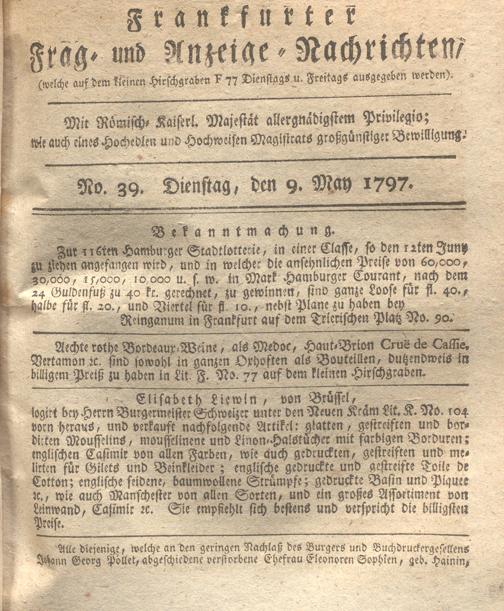 Frankfurter
Frag- und Anzeige-Nachrichten,
(welche auf dem kleinen Hirschgraben F 77 Dienstags u. Freitags ausgegeben werden).
Mit Römisch-Kaiserl. Majestät allergnädigstem Privilegio;
wie auch eines Hochedlen und Hochweisen Magistrats großgünstiger Bewilligung.
No. 39. Dienstag, den 9. May 1797.
Bekanntmachung.
Zur 116ten Hamburger Stadtlotterie, in einer Classe, so den 12ten Juny
zu ziehen angefangen wird, und in welcher die ansehnlichen Preise von 60,000,
30,000, 15,000, 10,000 u. s. w. in Mark Hamburger Courant, nach dem
24 Guldenfuß zu 40 kr. gerechnet, zu gewinnen, sind ganze Loose für fl. 40.,
halbe für fl. 20., und Viertel für fl. 10., nebst Plane zu haben bey
Reinganum in Frankfurt auf dem Trierischen Platz No. 90.
Aechte rothe Bordeaux-Weine, als Medoc, Haut-Brion Cruë de Cassie,
Vertamon ꝛc. sind sowohl in ganzen Oxhoften als Bouteillen, dutzendweis in
billigem Preiß zu haben in Lit. F. No. 77 auf dem kleinen Hirschgraben.
Elisabeth Liewin, von Brüssel,
logirt bey Herrn Burgermeister Schweizer unter den Neuen Kräm Lit. K. No. 104
vorn heraus, und verkauft nachfolgende Artikel: glatten, gestreiften und bor-
dirten Mousselins, mousselinene und Linon-Halstücher mit farbigen Borduren;
englischen Casimir von allen Farben, wie auch gedruckten, gestreiften und me-
lirten für Gilets und Beinkleider; englische gedruckte und gestreifte Toile de
Cotton; englische seidene, baumwollene Strümpfe; gedruckte Basin und Piquee
ꝛc., wie auch Manschester von allen Sorten, und ein großes Assortiment von
Leinwand, Casimir ꝛc. Sie empfiehlt sich bestens und verspricht die billigsten
Preise.
Alle diejenige, welche an den geringen Nachlaß des Burgers und Buchdruckergesellens
Johann Georg Pollet, abgeschiedene verstorbene Ehefrau Eleonoren Sophien, geb. Hainin,